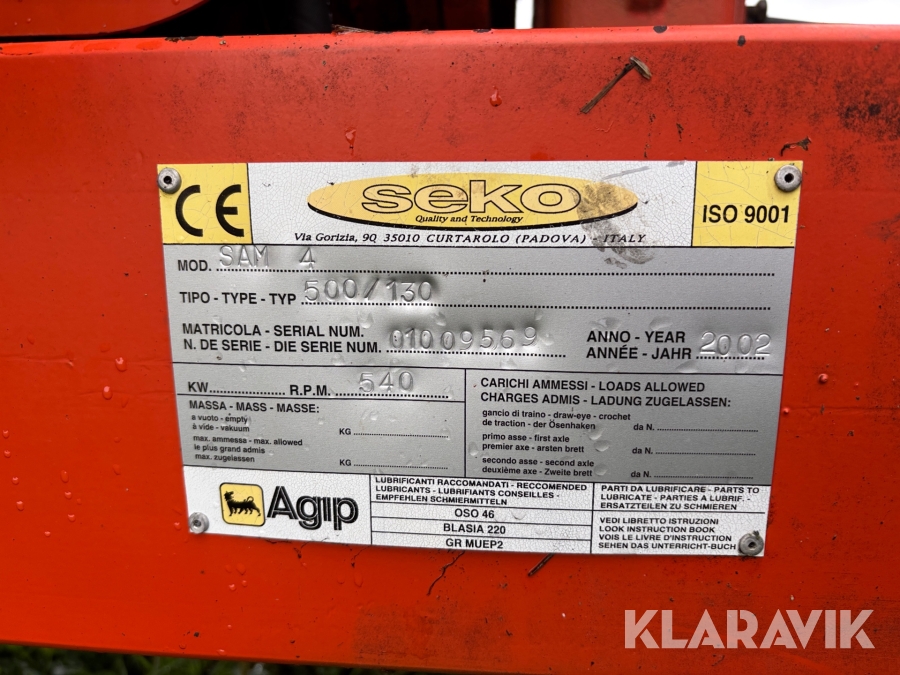 CE
seko
Quality and Technology
Via Gorizia, 90 35010 CURTAROLO (PADOVA) - ITALY
ISO 9001
MOD. SAM 4
TIPO - TYPE - TYP 500/130
MATRICOLA - SERIAL NUM.
N. DE SERIE - DIE SERIE NUM. 01009569
ANNO - YEAR
ANNÉE - JAHR 2002
KW. R.P.M. 540
MASSA - MASS - MASSE:
a vuoto - empty
à vide - vakuum
KG
max. ammessa - max. allowed
le plus grand admis
max. zugelassen
KG
CARICHI AMMESSI - LOADS ALLOWED
CHARGES ADMIS - LADUNG ZUGELASSEN:
gancio di traino - draw-eye - crochet
de traction - der Ösenhaken
da N.
primo asse - first axle
premier axe - arsten brett
da N.
secondo asse - second axle
deuxième axe - Zweite brett
da N.
Agip
LUBRIFICANTI RACCOMANDATI - RECCOMENDED
LUBRICANTS - LUBRIFIANTS CONSEILLES -
EMPFEHLEN SCHMIERMITTELN
OSO 46
BLASIA 220
GR MUEP2
PARTI DA LUBRIFICARE - PARTS TO
LUBRICATE - PARTIES A LUBRIF. -
ERSATZTEILEN ZU SCHMIEREN
VEDI LIBRETTO ISTRUZIONI
LOOK INSTRUCTION BOOK
VOIS LE LIVRE D'INSTRUCTION
SEHEN DAS UNTERRICHT-BUCH
KLARAVIK